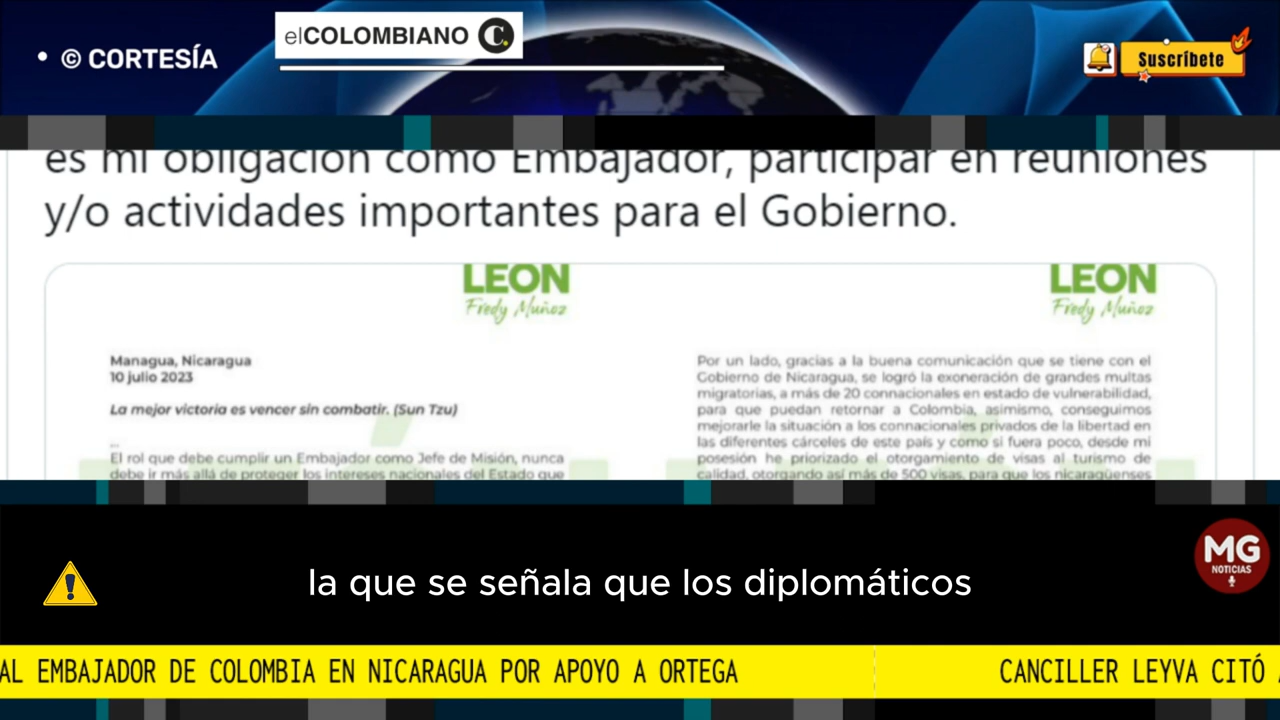 • © CORTESÍA
elCOLOMBIANO C.
Suscríbete
es mi obligación como Embajador, participar en reuniones
y/o actividades importantes para el Gobierno.
LEON
Fredy Muñoz
Managua, Nicaragua
10 julio 2023
La mejor victoria es vencer sin combatir. (Sun Tzu)
...
El rol que debe cumplir un Embajador como Jefe de Misión, nunca
debe ir más allá de proteger los intereses nacionales del Estado que
LEON
Fredy Muñoz
Por un lado, gracias a la buena comunicación que se tiene con el
Gobierno de Nicaragua, se logró la exoneración de grandes multas
migratorias, a más de 20 connacionales en estado de vulnerabilidad,
para que puedan retornar a Colombia, asimismo, conseguimos
mejorarle la situación a los connacionales privados de la libertad en
las diferentes cárceles de este país y como si fuera poco, desde mi
posesión he priorizado el otorgamiento de visas al turismo de
calidad, otorgando así más de 500 visas, para que los nicaragüenses
la que se señala que los diplomáticos
MG
NOTICIAS
AL EMBAJADOR DE COLOMBIA EN NICARAGUA POR APOYO A ORTEGA
CANCILLER LEYVA CITÓ